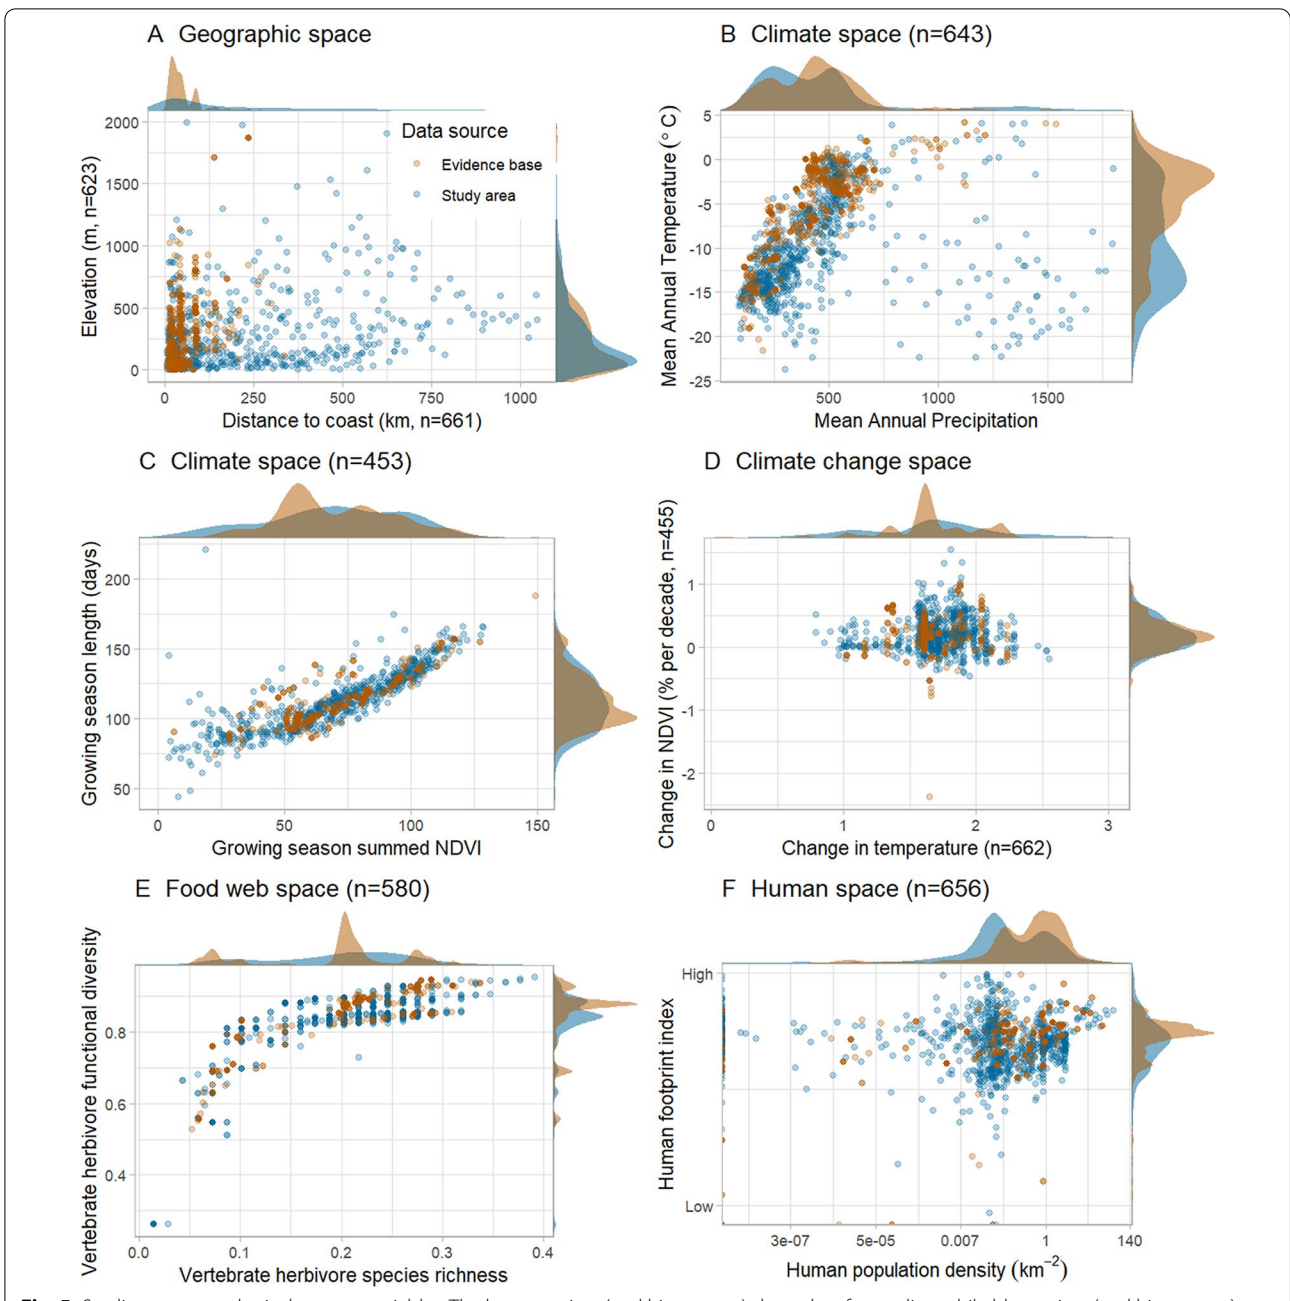 A Geographic space
Elevation (m, n=623)
2000
1500
1000
500
0
Data source
Evidence base
Study area
0 250 500 750 1000
Distance to coast (km, n=661)
B Climate space (n=643)
Mean Annual Temperature (° C)
5
0
-5
-10
-15
-20
-25
500 1000 1500
Mean Annual Precipitation
C Climate space (n=453)
Growing season length (days)
200
150
100
50
0 50 100 150
Growing season summed NDVI
D Climate change space
Change in NDVI (% per decade, n=455)
1
0
-1
-2
0 1 2 3
Change in temperature (n=662)
E Food web space (n=580)
Vertebrate herbivore functional diversity
0.8
0.6
0.4
0.0 0.1 0.2 0.3 0.4
Vertebrate herbivore species richness
F Human space (n=656)
Human footprint index
High
Low
3e-07 5e-05 0.007 1 140
Human population density (km⁻²)